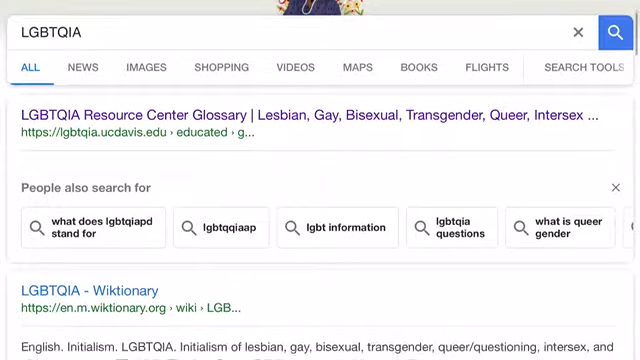 LGBTQIA
ALL NEWS IMAGES SHOPPING VIDEOS MAPS BOOKS FLIGHTS SEARCH TOOLS
LGBTQIA Resource Center Glossary | Lesbian, Gay, Bisexual, Transgender, Queer, Intersex ...
https://lgbtqia.ucdavis.edu › educated › g...
People also search for
what does lgbtqiapd
stand for
lgbtqqiaap
lgbt information
lgbtqia
questions
what is queer
gender
LGBTQIA - Wiktionary
https://en.m.wiktionary.org › wiki › LGB...
English. Initialism. LGBTQIA. Initialism of lesbian, gay, bisexual, transgender, queer/questioning, intersex, and